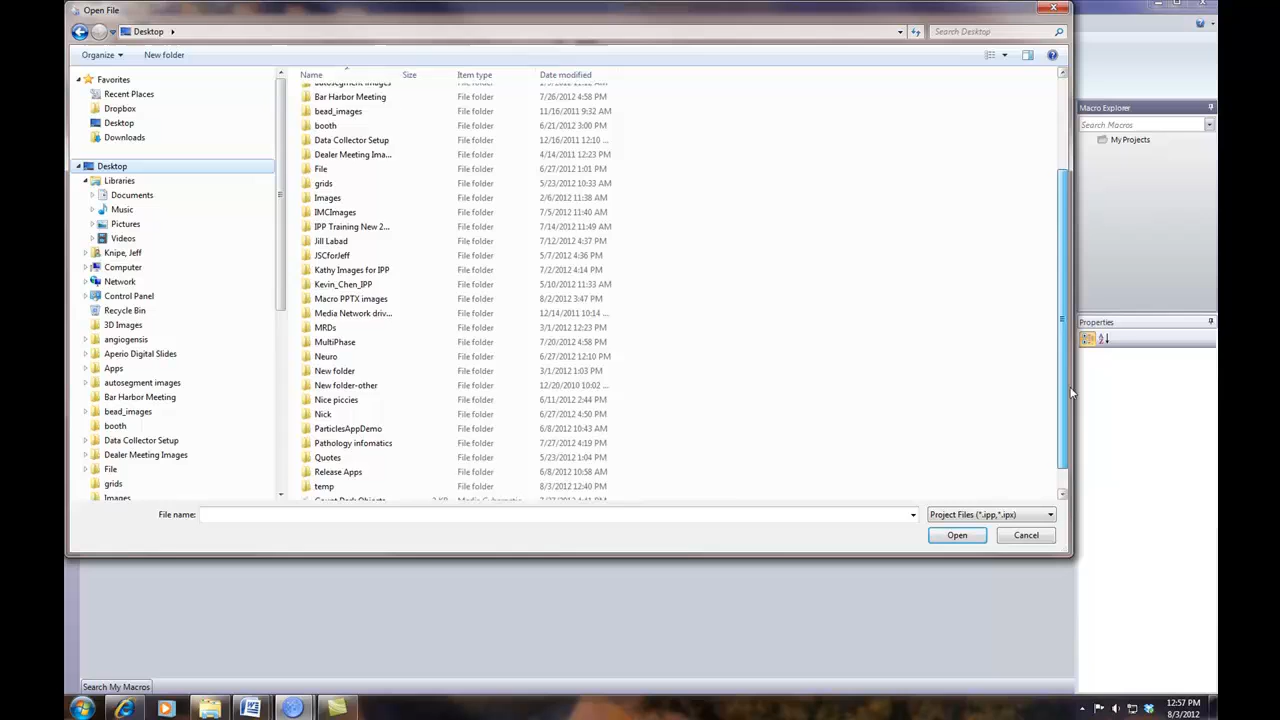 Open File
Desktop
Search Desktop
Organize
New folder
Favorites
Recent Places
Dropbox
Desktop
Downloads
Desktop
Libraries
Documents
Music
Pictures
Videos
Knipe, Jeff
Computer
Network
Control Panel
Recycle Bin
3D Images
angiogenesis
Aperio Digital Slides
Apps
autosegment images
Bar Harbor Meeting
bead_images
booth
Data Collector Setup
Dealer Meeting Images
File
grids
Images
Name Size Item type Date modified
Bar Harbor Meeting File folder 7/26/2012 4:58 PM
bead_images File folder 11/16/2011 9:32 AM
booth File folder 6/21/2012 3:00 PM
Data Collector Setup File folder 12/16/2011 12:10 ...
Dealer Meeting Ima... File folder 4/14/2011 12:23 PM
File File folder 6/27/2012 1:01 PM
grids File folder 5/23/2012 10:33 AM
Images File folder 2/6/2012 11:38 AM
IMCImages File folder 7/5/2012 11:40 AM
IPP Training New 2... File folder 7/14/2012 11:49 AM
Jill Labad File folder 7/12/2012 4:37 PM
JSCforJeff File folder 5/7/2012 4:36 PM
Kathy Images for IPP File folder 7/2/2012 4:14 PM
Kevin_Chen_IPP File folder 5/10/2012 11:33 AM
Macro PPTX images File folder 8/2/2012 3:47 PM
Media Network driv... File folder 12/14/2011 10:14 ...
MRDs File folder 3/1/2012 12:23 PM
MultiPhase File folder 7/20/2012 4:58 PM
Neuro File folder 6/27/2012 12:10 PM
New folder File folder 3/1/2012 1:03 PM
New folder-other File folder 12/20/2010 10:02 ...
Nice piccies File folder 6/11/2012 2:44 PM
Nick File folder 6/27/2012 4:50 PM
ParticlesAppDemo File folder 6/8/2012 10:43 AM
Pathology infomatics File folder 7/27/2012 4:19 PM
Quotes File folder 5/23/2012 1:04 PM
Release Apps File folder 6/8/2012 10:58 AM
temp File folder 8/3/2012 12:40 PM
File name:
Project Files (*.ipp,*.ipx)
Open
Cancel
Macro Explorer
Search Macros
My Projects
Properties
Search My Macros
12:57 PM
8/3/2012